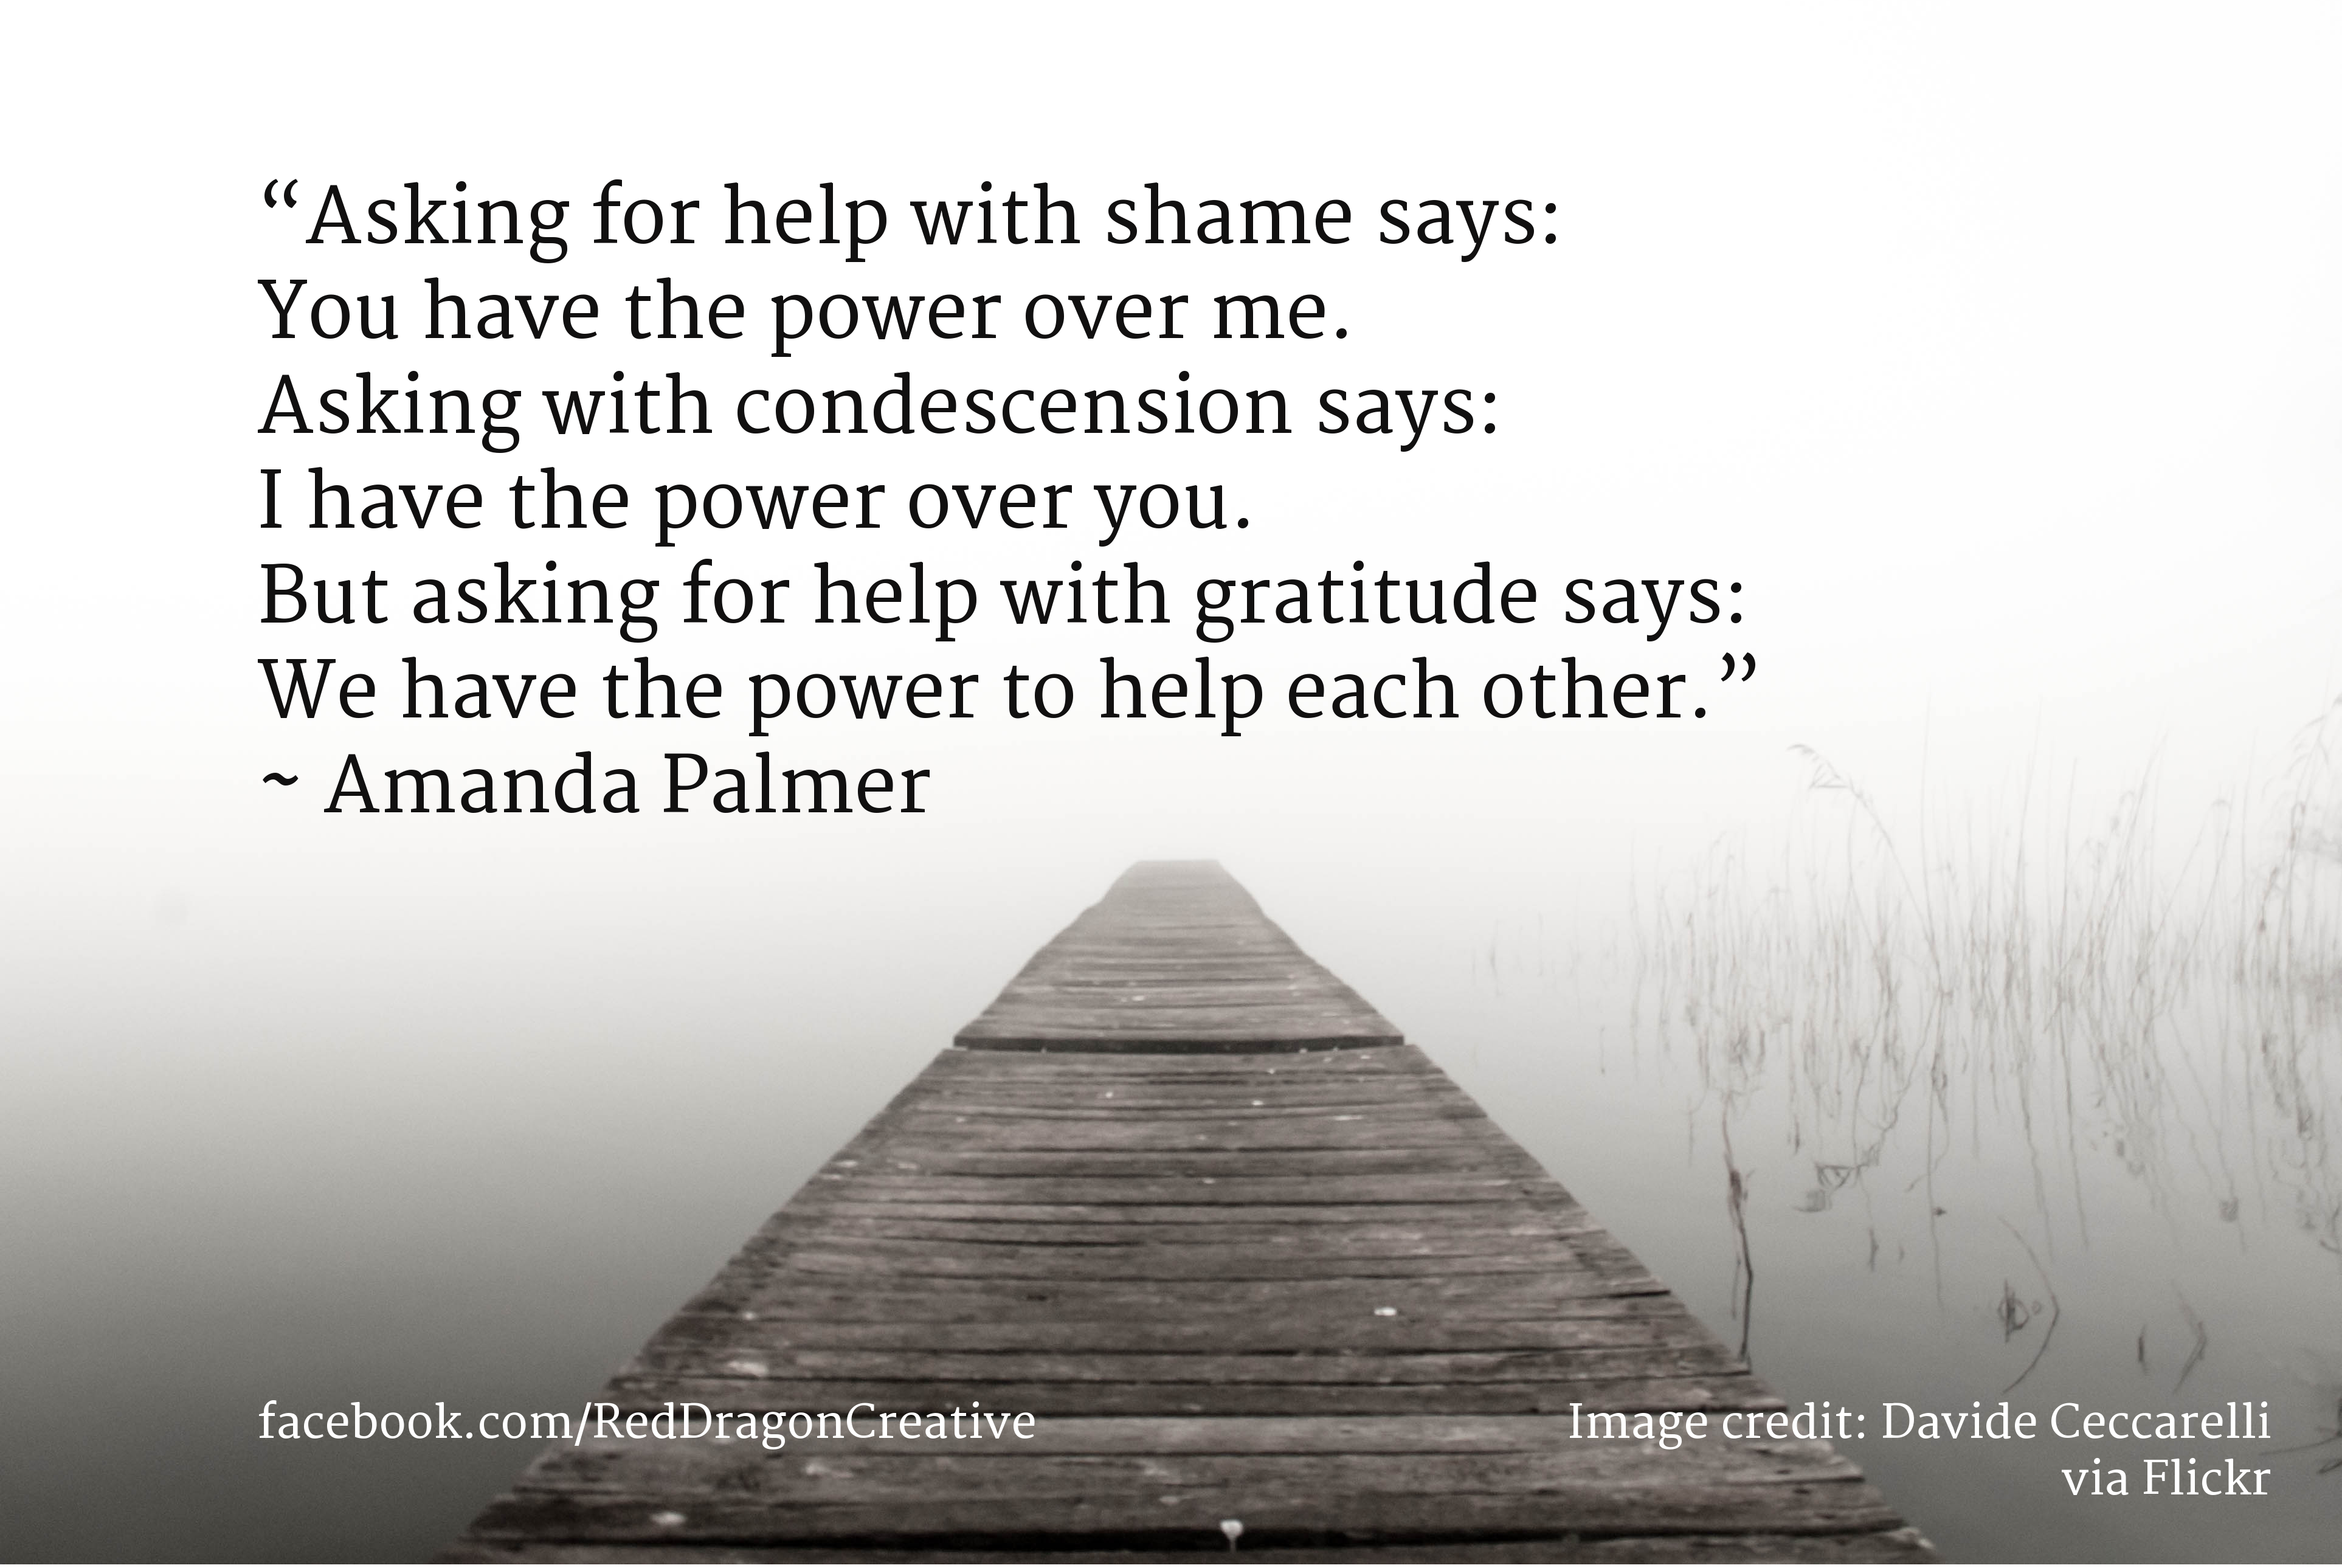 “Asking for help with shame says:
You have the power over me.
Asking with condescension says:
I have the power over you.
But asking for help with gratitude says:
We have the power to help each other.”
~ Amanda Palmer
facebook.com/RedDragonCreative
Image credit: Davide Ceccarelli
via Flickr